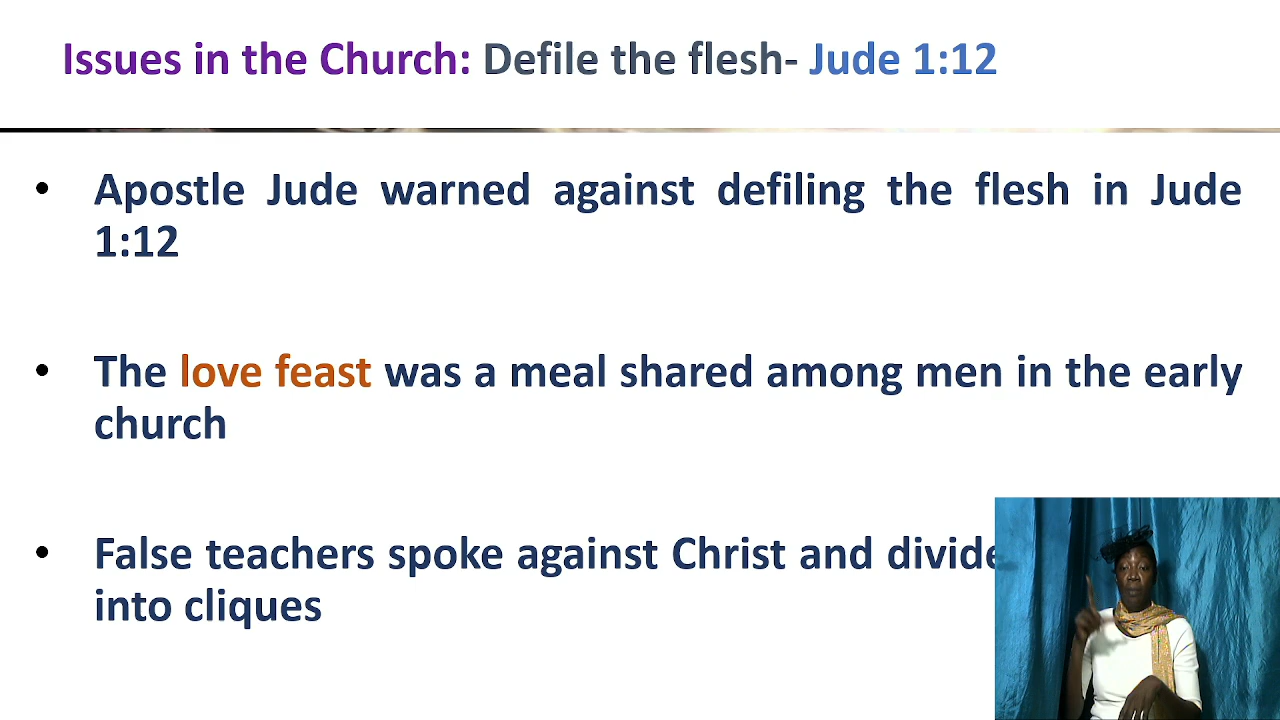 Issues in the Church: Defile the flesh- Jude 1:12
• Apostle Jude warned against defiling the flesh in Jude
1:12
• The love feast was a meal shared among men in the early
church
• False teachers spoke against Christ and
into cliques